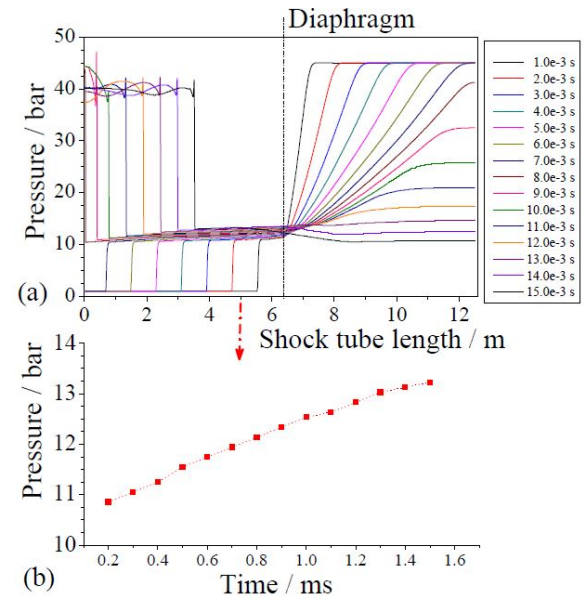 Diaphragm
50
40
30
20
10
0
Pressure / bar
(a)
0 2 4 6 8 10 12
Shock tube length / m
1.0e-3 s
2.0e-3 s
3.0e-3 s
4.0e-3 s
5.0e-3 s
6.0e-3 s
7.0e-3 s
8.0e-3 s
9.0e-3 s
10.0e-3 s
11.0e-3 s
12.0e-3 s
13.0e-3 s
14.0e-3 s
15.0e-3 s
14
13
12
11
10
Pressure / bar
(b)
0.2 0.4 0.6 0.8 1.0 1.2 1.4 1.6
Time / ms